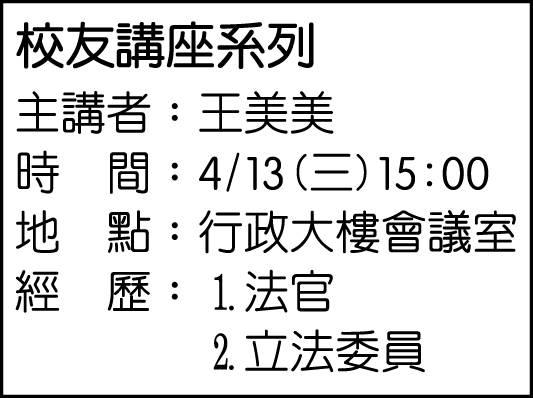 校友講座系列
主講者：王美美
時　間：4/13(三)15:00
地　點：行政大樓會議室
經　歷：1.法官
2.立法委員